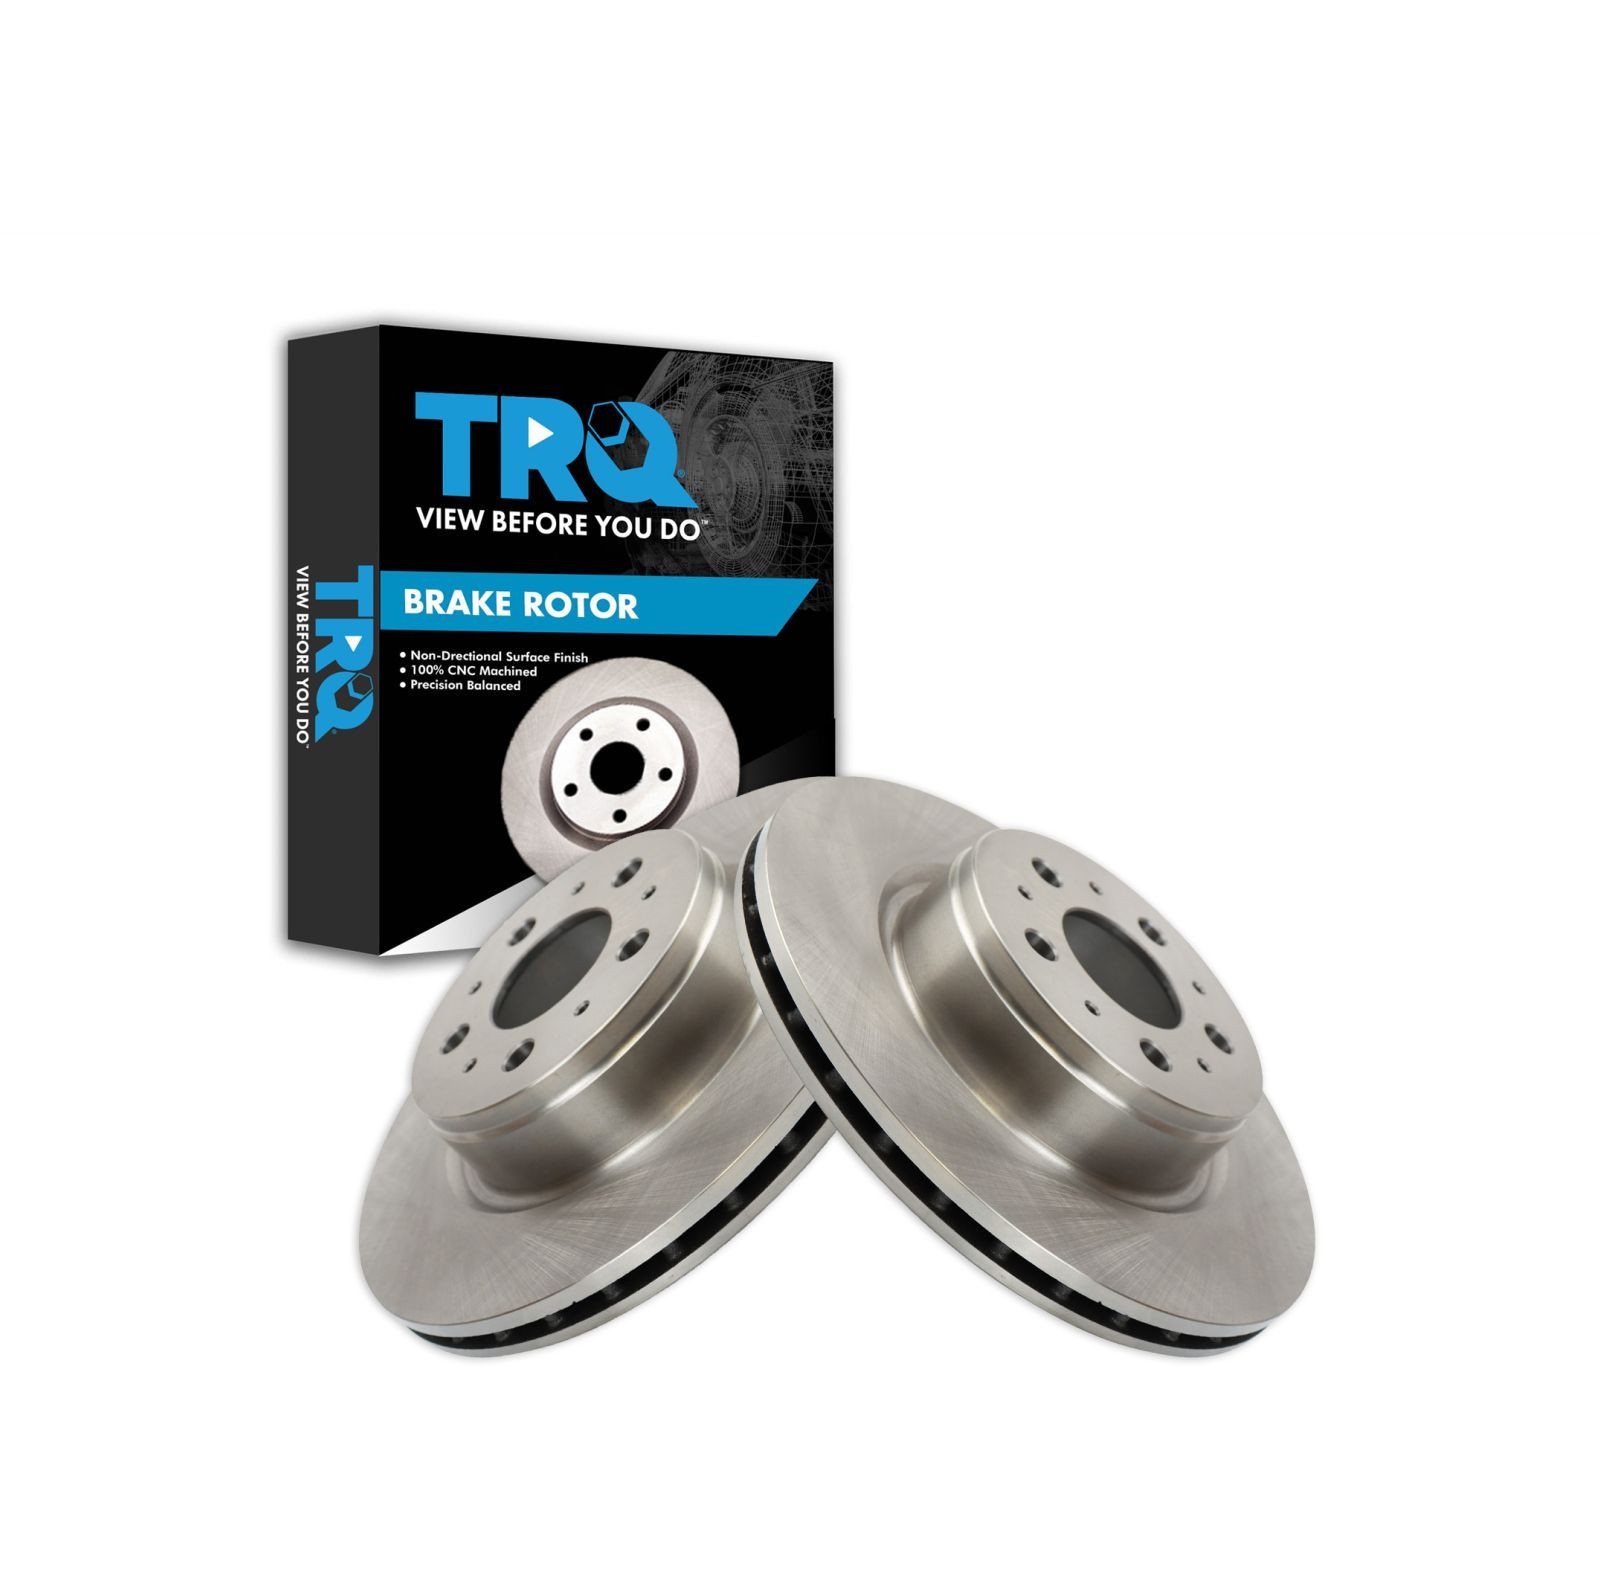 TRQ®
VIEW BEFORE YOU DO™
BRAKE ROTOR
• Non-Drectional Surface Finish
• 100% CNC Machined
• Precision Balanced
TRQ®
VIEW BEFORE YOU DO™